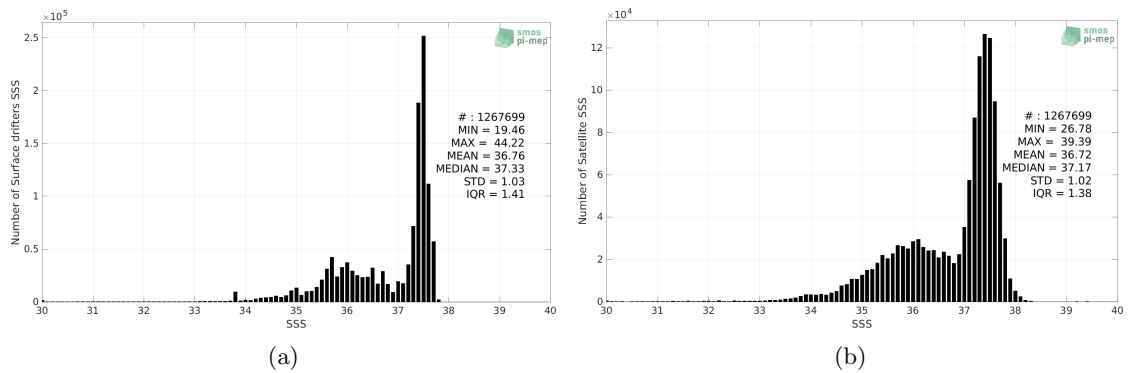 ×10⁵
2.5
2
1.5
1
0.5
0
30 31 32 33 34 35 36 37 38 39 40
SSS
Number of Surface drifters SSS
smos
pi-mep
# : 1267699
MIN = 19.46
MAX = 44.22
MEAN = 36.76
MEDIAN = 37.33
STD = 1.03
IQR = 1.41
(a)
×10⁴
12
10
8
6
4
2
0
30 31 32 33 34 35 36 37 38 39 40
SSS
Number of Satellite SSS
smos
pi-mep
# : 1267699
MIN = 26.78
MAX = 39.39
MEAN = 36.72
MEDIAN = 37.17
STD = 1.02
IQR = 1.38
(b)